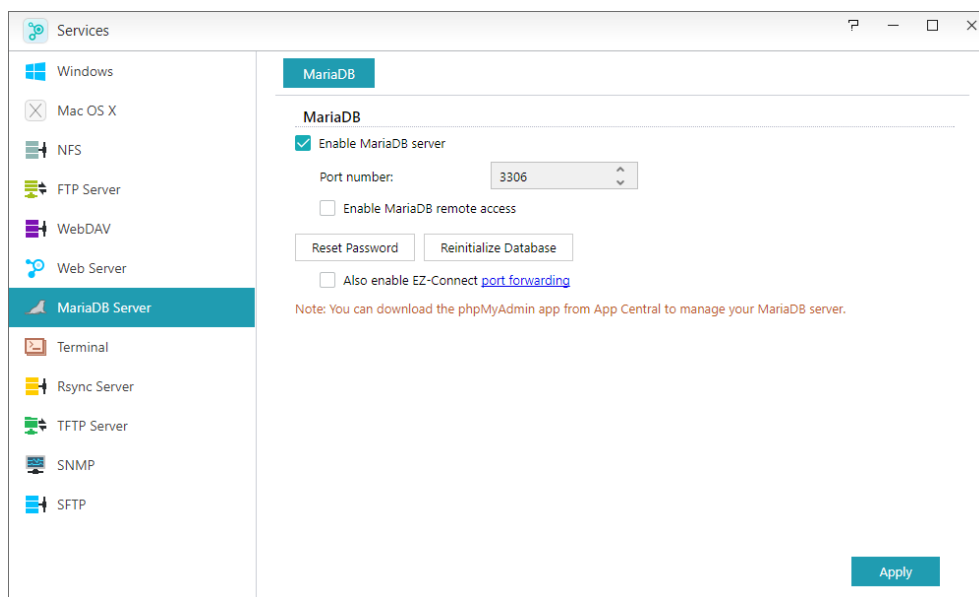 Services
Windows
Mac OS X
NFS
FTP Server
WebDAV
Web Server
MariaDB Server
Terminal
Rsync Server
TFTP Server
SNMP
SFTP
MariaDB
MariaDB
Enable MariaDB server
Port number: 3306
Enable MariaDB remote access
Reset Password Reinitialize Database
Also enable EZ-Connect port forwarding
Note: You can download the phpMyAdmin app from App Central to manage your MariaDB server.
Apply